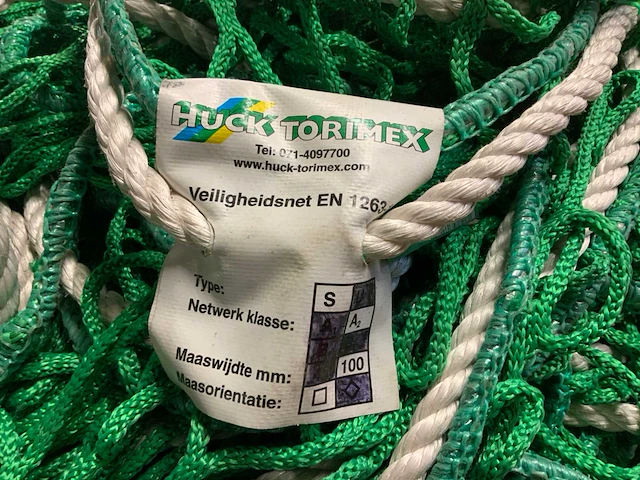 HUCK TORIMEX
Tel: 071-4097700
www.huck-torimex.com
Veiligheidsnet EN 1263
Type: S
Netwerk klasse: A2
Maaswijdte mm: 100
Maasorientatie: